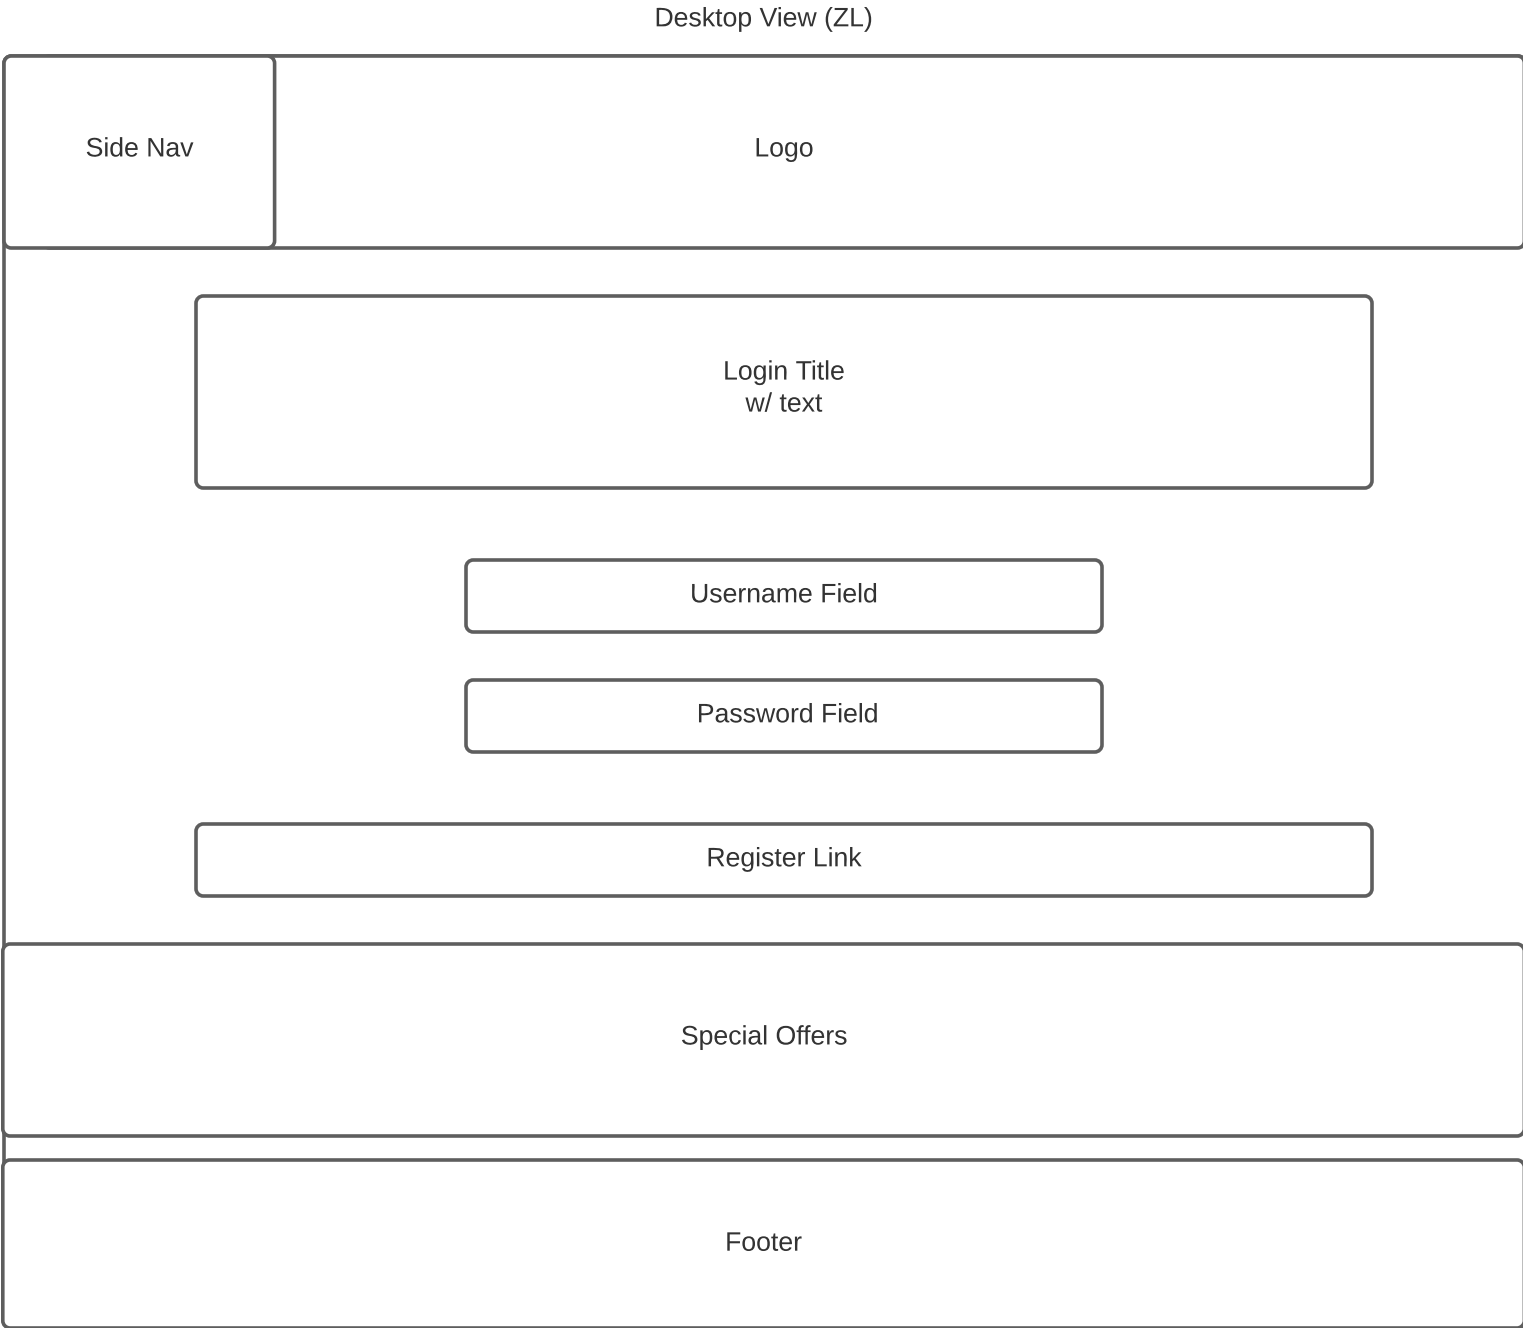 Desktop View (ZL)
Side Nav
Logo
Login Title
w/ text
Username Field
Password Field
Register Link
Special Offers
Footer